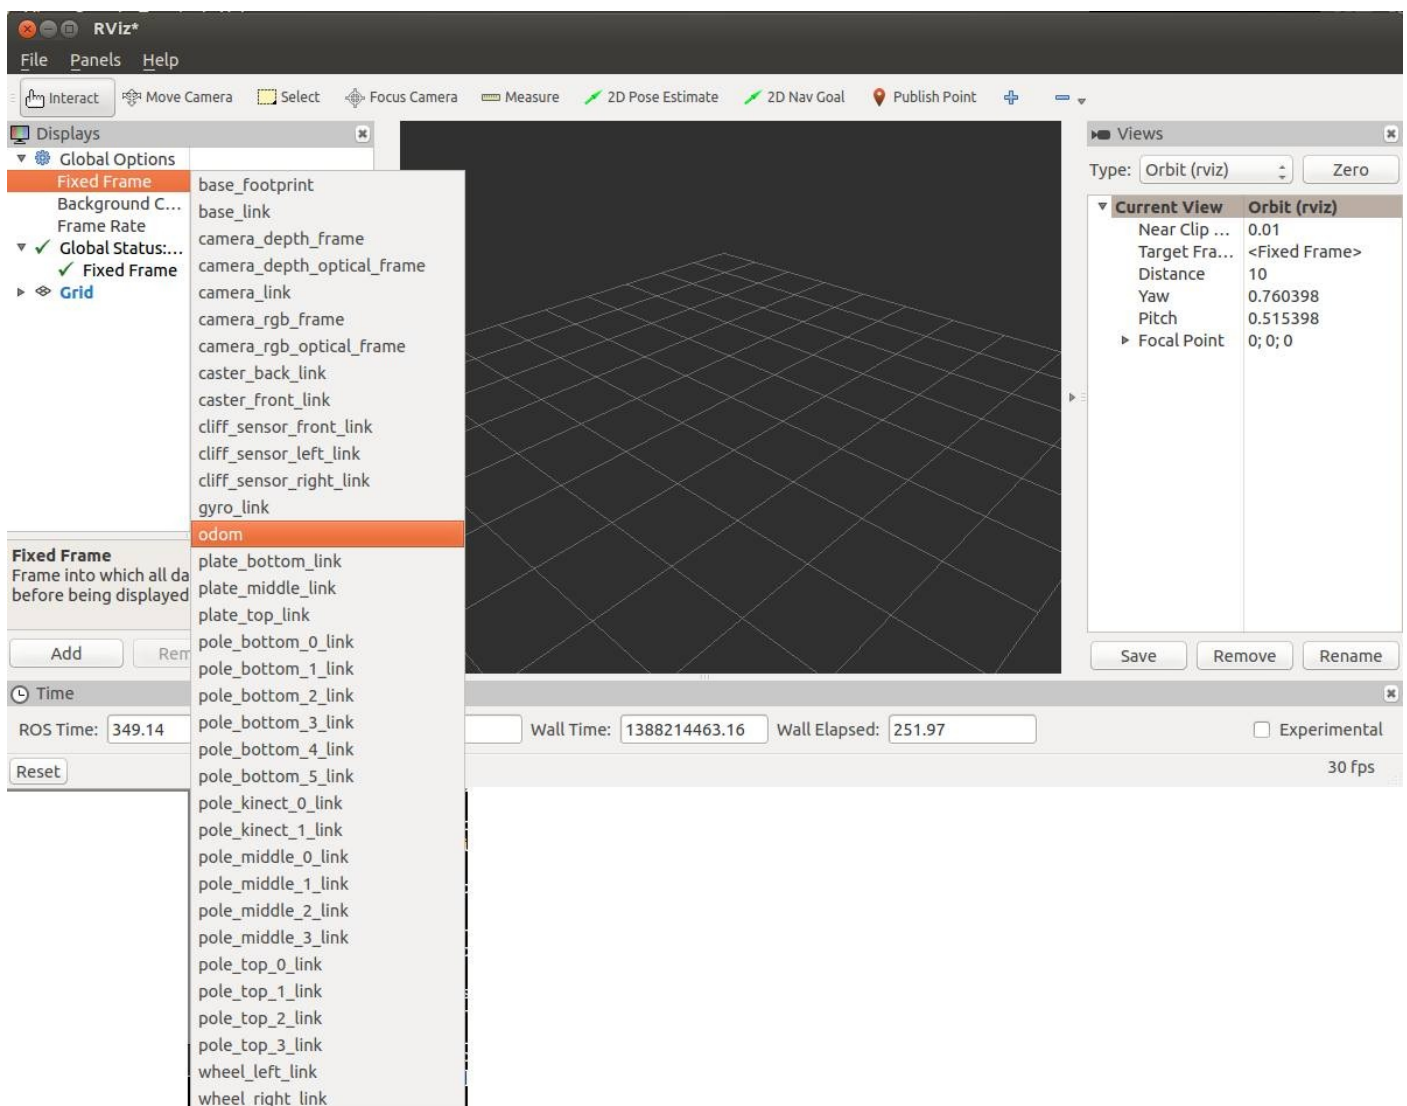 RViz*
File Panels Help
Interact Move Camera Select Focus Camera Measure 2D Pose Estimate 2D Nav Goal Publish Point
Displays
Global Options
Fixed Frame
Background C...
Frame Rate
Global Status:...
Fixed Frame
Grid
base_footprint
base_link
camera_depth_frame
camera_depth_optical_frame
camera_link
camera_rgb_frame
camera_rgb_optical_frame
caster_back_link
caster_front_link
cliff_sensor_front_link
cliff_sensor_left_link
cliff_sensor_right_link
gyro_link
odom
plate_bottom_link
plate_middle_link
plate_top_link
pole_bottom_0_link
pole_bottom_1_link
pole_bottom_2_link
pole_bottom_3_link
pole_bottom_4_link
pole_bottom_5_link
pole_kinect_0_link
pole_kinect_1_link
pole_middle_0_link
pole_middle_1_link
pole_middle_2_link
pole_middle_3_link
pole_top_0_link
pole_top_1_link
pole_top_2_link
pole_top_3_link
wheel_left_link
wheel_right_link
Fixed Frame
Frame into which all da
before being displayed
Add Rem
Views
Type: Orbit (rviz) Zero
Current View Orbit (rviz)
Near Clip ... 0.01
Target Fra... <Fixed Frame>
Distance 10
Yaw 0.760398
Pitch 0.515398
Focal Point 0; 0; 0
Save Remove Rename
Time
ROS Time: 349.14 Wall Time: 1388214463.16 Wall Elapsed: 251.97 Experimental
Reset 30 fps